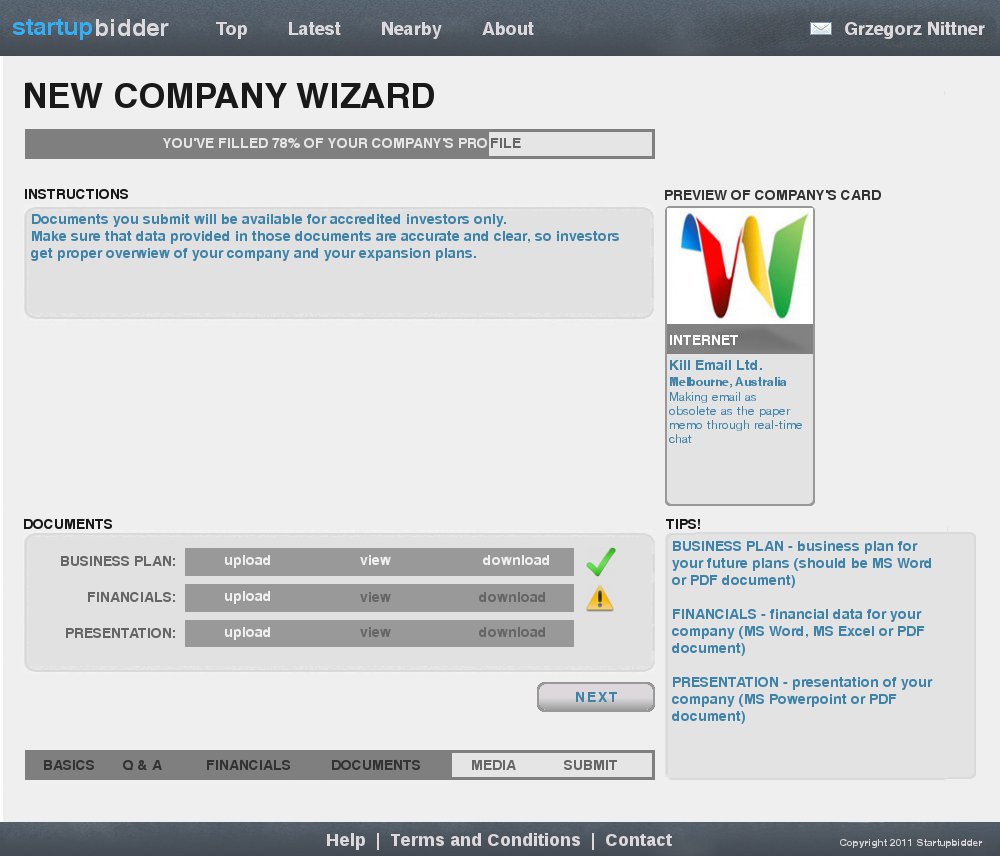 startupbidder Top Latest Nearby About Grzegorz Nittner
NEW COMPANY WIZARD
YOU'VE FILLED 78% OF YOUR COMPANY'S PROFILE
INSTRUCTIONS
Documents you submit will be available for accredited investors only.
Make sure that data provided in those documents are accurate and clear, so investors
get proper overwiew of your company and your expansion plans.
PREVIEW OF COMPANY'S CARD
INTERNET
Kill Email Ltd.
Melbourne, Australia
Making email as
obsolete as the paper
memo through real-time
chat
DOCUMENTS
BUSINESS PLAN: upload view download
FINANCIALS: upload view download
PRESENTATION: upload view download
NEXT
TIPS!
BUSINESS PLAN - business plan for
your future plans (should be MS Word
or PDF document)
FINANCIALS - financial data for your
company (MS Word, MS Excel or PDF
document)
PRESENTATION - presentation of your
company (MS Powerpoint or PDF
document)
BASICS Q & A FINANCIALS DOCUMENTS MEDIA SUBMIT
Help | Terms and Conditions | Contact
Copyright 2011 Startupbidder